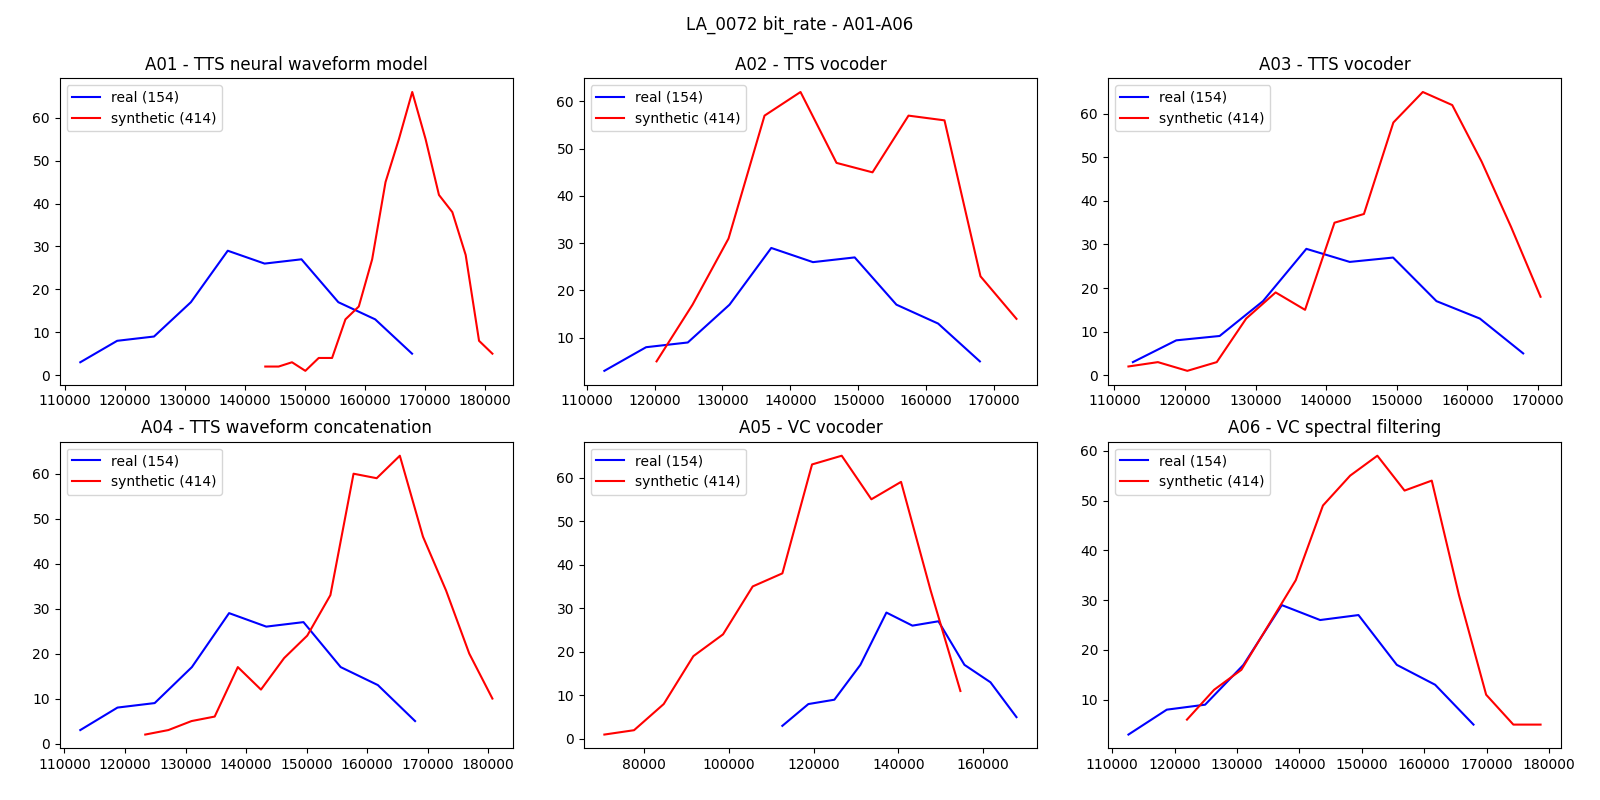 LA_0072 bit_rate - A01-A06
A01 - TTS neural waveform model
real (154)
synthetic (414)
60
50
40
30
20
10
0
110000 120000 130000 140000 150000 160000 170000 180000
A02 - TTS vocoder
real (154)
synthetic (414)
60
50
40
30
20
10
110000 120000 130000 140000 150000 160000 170000
A03 - TTS vocoder
real (154)
synthetic (414)
60
50
40
30
20
10
0
110000 120000 130000 140000 150000 160000 170000
A04 - TTS waveform concatenation
real (154)
synthetic (414)
60
50
40
30
20
10
0
110000 120000 130000 140000 150000 160000 170000 180000
A05 - VC vocoder
real (154)
synthetic (414)
60
50
40
30
20
10
0
80000 100000 120000 140000 160000
A06 - VC spectral filtering
real (154)
synthetic (414)
60
50
40
30
20
10
110000 120000 130000 140000 150000 160000 170000 180000